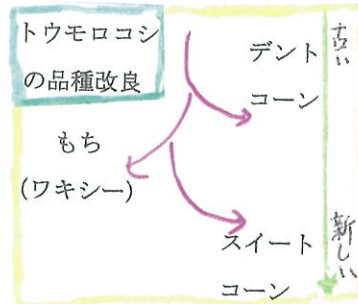 トウモロコシ
の品種改良
デント
コーン
もち
(ワキシー)
スイート
コーン
古い
新しい